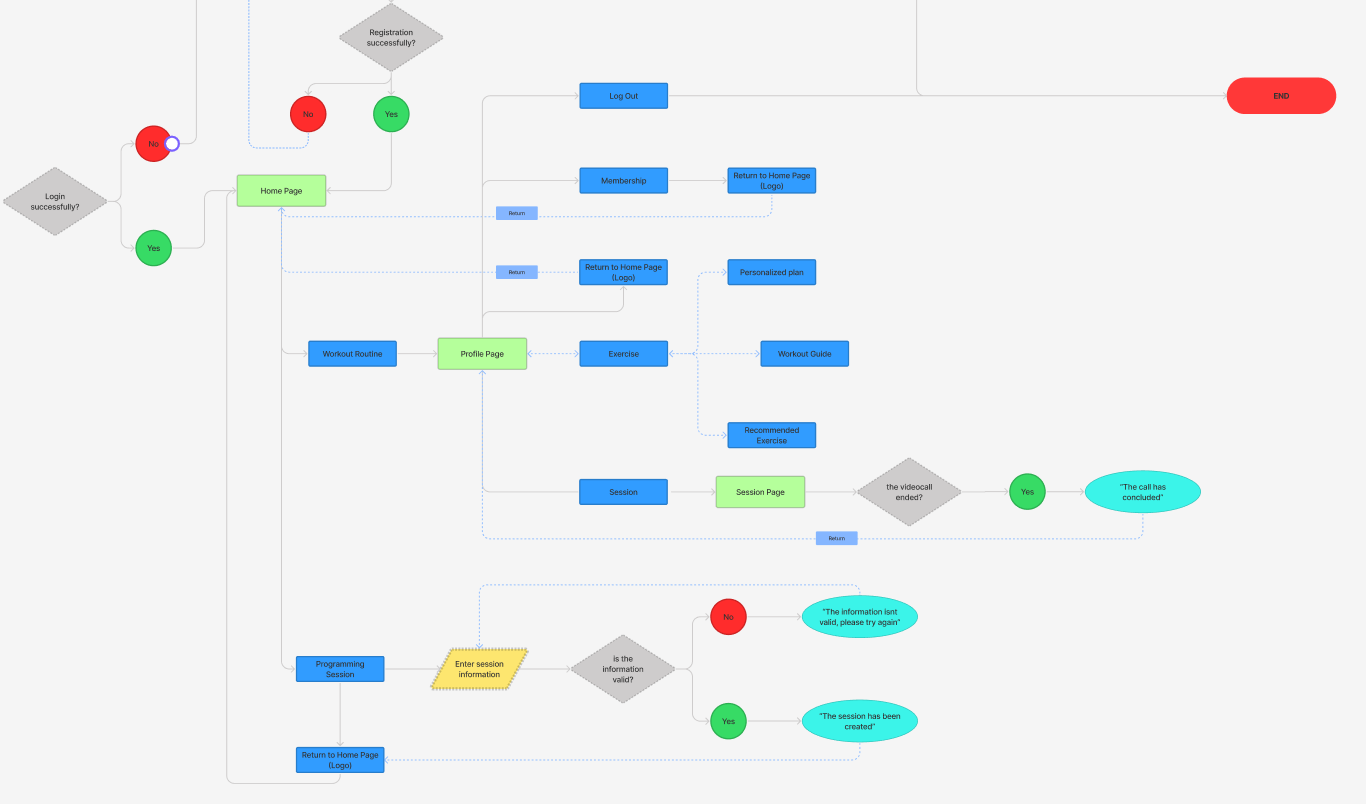 Registration
successfully?
No
Yes
Log Out
END
No
Login
successfully?
Yes
Home Page
Membership
Return to Home Page
(Logo)
Return
Return
Return to Home Page
(Logo)
Personalized plan
Workout Routine
Profile Page
Exercise
Workout Guide
Recommended
Exercise
Session
Session Page
the videocall
ended?
Yes
"The call has
concluded"
Return
Programming
Session
Enter session
information
is the
information
valid?
No
"The information isnt
valid, please try again"
Yes
"The session has been
created"
Return to Home Page
(Logo)